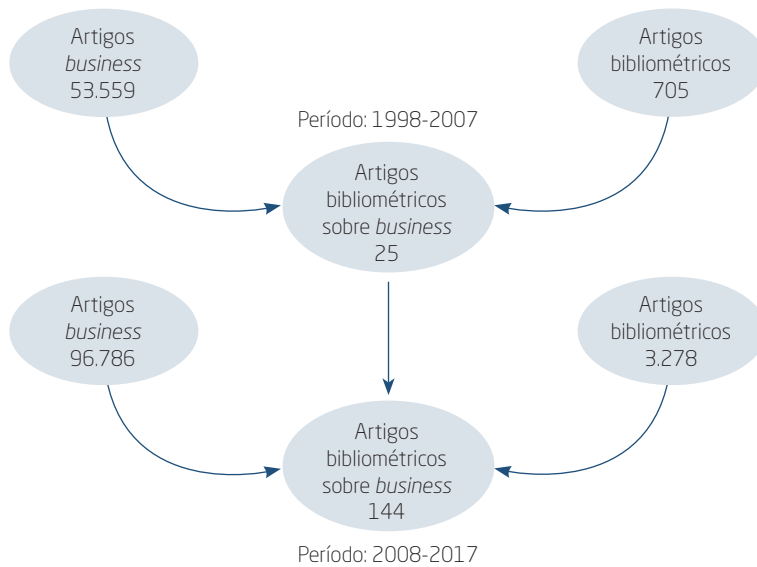 Artigos
business
53.559
Artigos
bibliométricos
705
Período: 1998-2007
Artigos
bibliométricos
sobre business
25
Artigos
business
96.786
Artigos
bibliométricos
3.278
Artigos
bibliométricos
sobre business
144
Período: 2008-2017